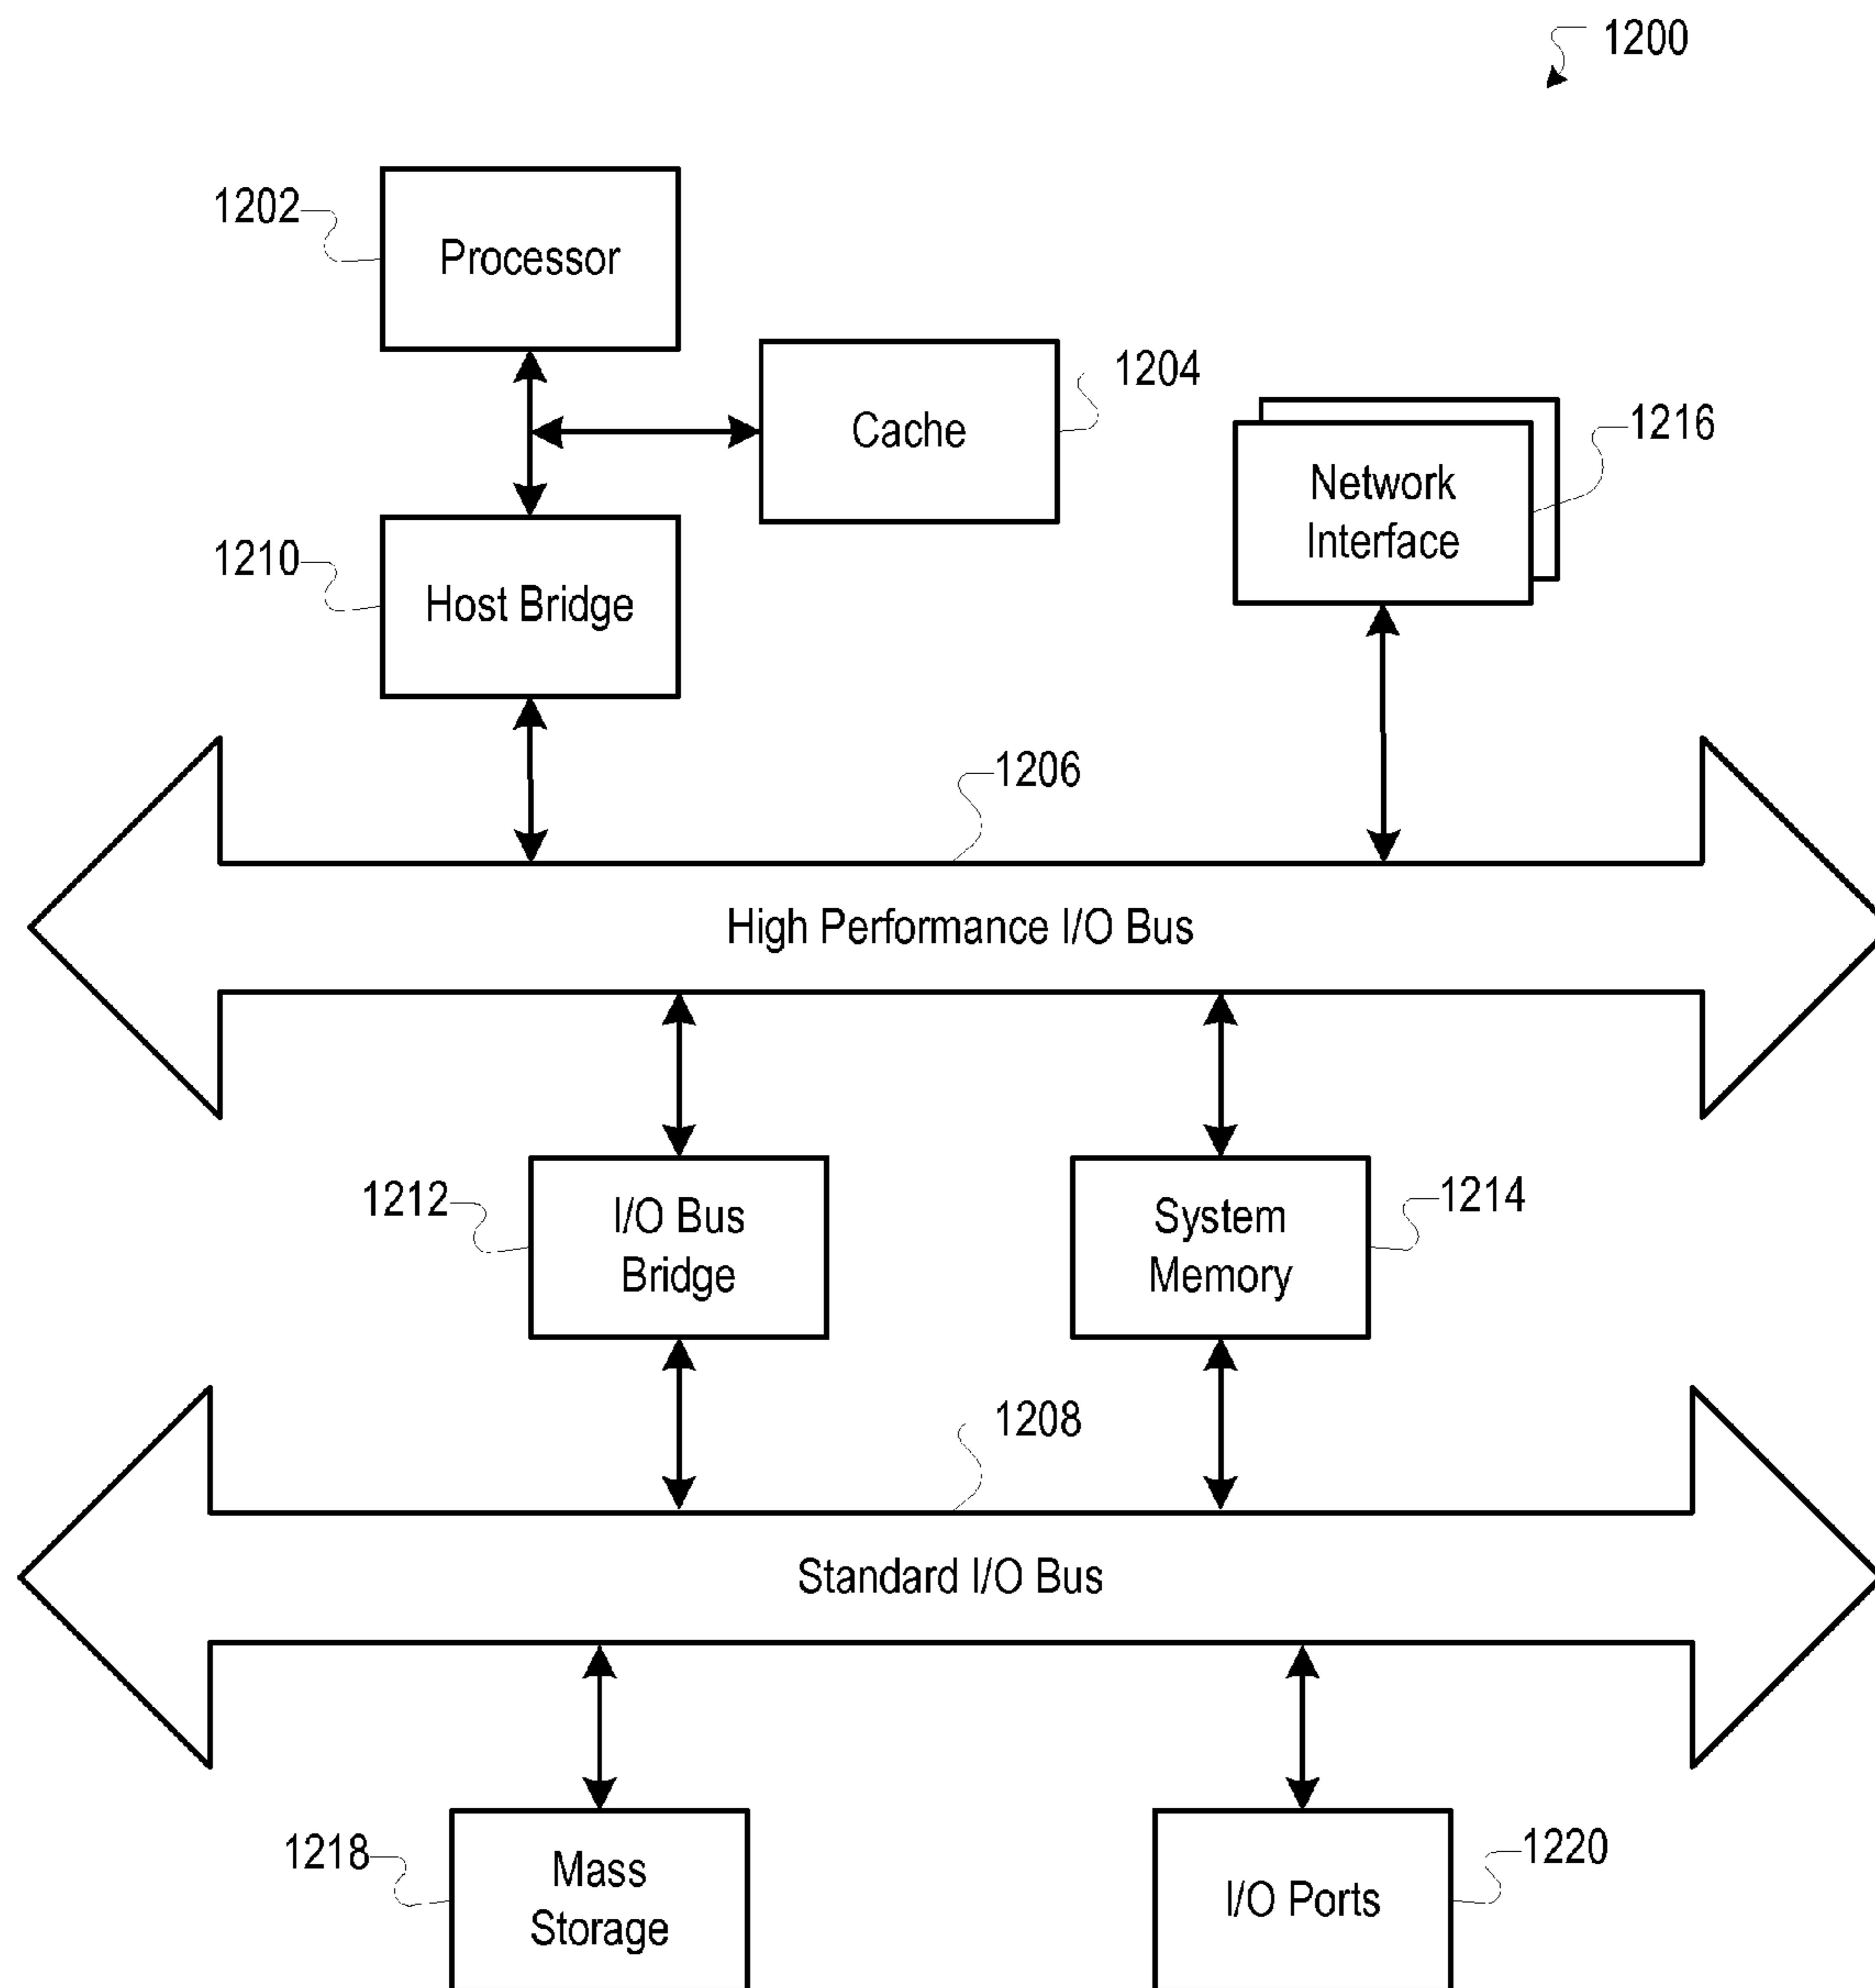 1200
1202
Processor
1204
Cache
1216
Network
Interface
1210
Host Bridge
1206
High Performance I/O Bus
1212
I/O Bus
Bridge
System
Memory
1214
1208
Standard I/O Bus
1218
Mass
Storage
I/O Ports
1220